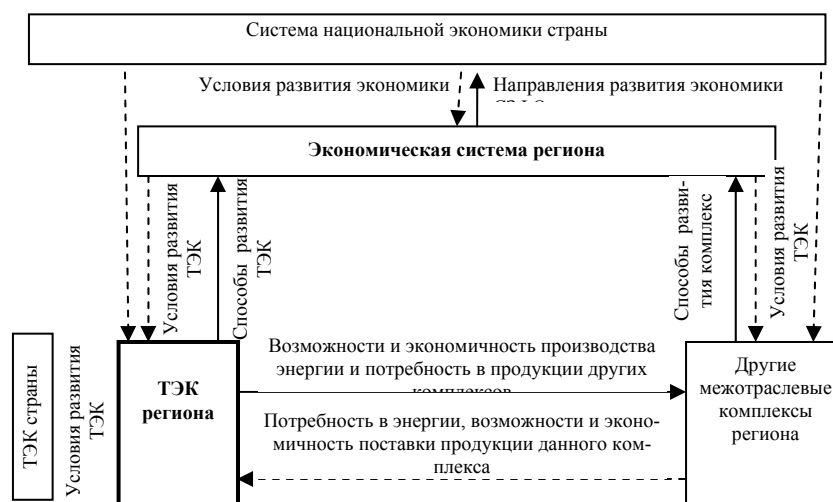 Система национальной экономики страны
Условия развития экономики
Направления развития экономики
Экономическая система региона
Условия развития
ТЭК
Способы развития
ТЭК
Способы разви-
тия комплекс
Условия развития
ТЭК
Возможности и экономичность производства
энергии и потребность в продукции других
комплексов
Потребность в энергии, возможности и эконо-
мичность поставки продукции данного ком-
плекса
ТЭК страны
Условия развития
ТЭК
ТЭК
региона
Другие
межотраслевые
комплексы
региона